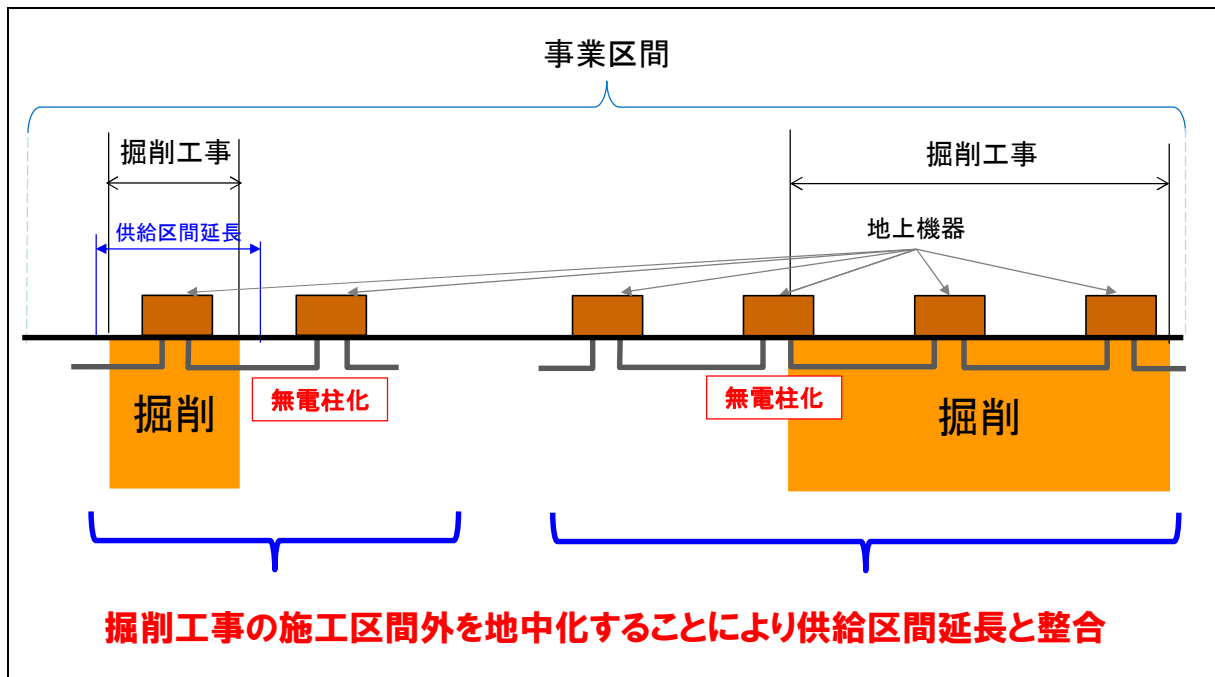 事業区間
掘削工事
掘削工事
供給区間延長
地上機器
無電柱化
無電柱化
掘削
掘削
掘削工事の施工区間外を地中化することにより供給区間延長と整合